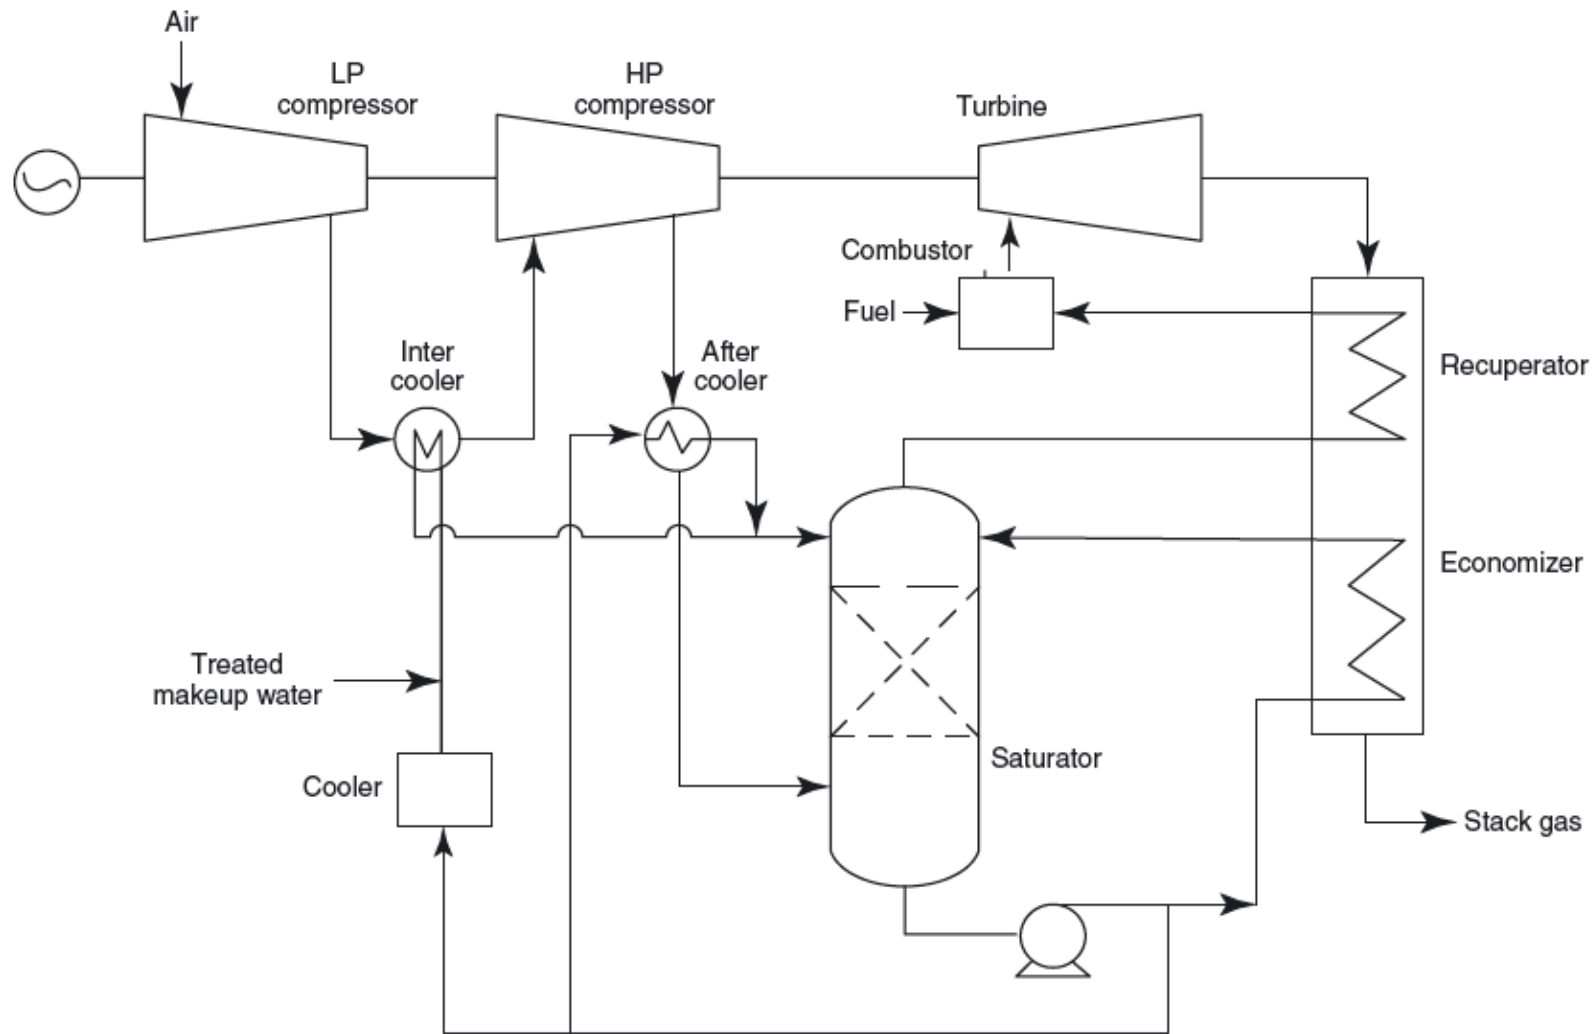 Air
LP
compressor
HP
compressor
Turbine
Combustor
Fuel
Inter
cooler
After
cooler
Recuperator
Economizer
Treated
makeup water
Saturator
Cooler
Stack gas